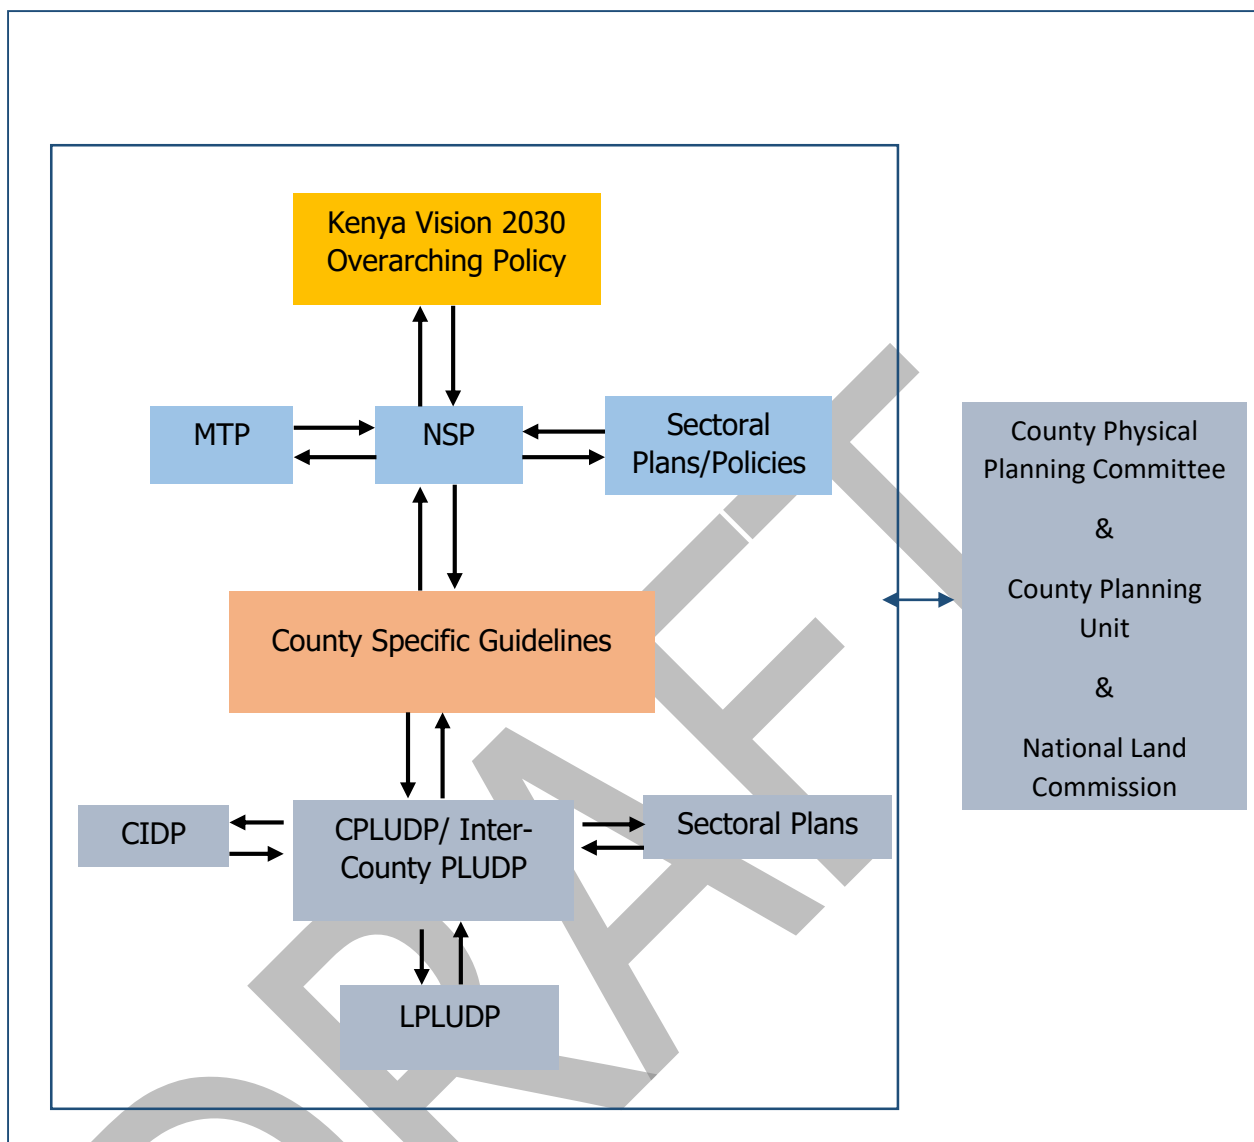 Kenya Vision 2030
Overarching Policy
MTP
NSP
Sectoral
Plans/Policies
County Specific Guidelines
CIDP
CPLUDP/ Inter-
County PLUDP
Sectoral Plans
LPLUDP
County Physical
Planning Committee
&
County Planning
Unit
&
National Land
Commission
DRAFT